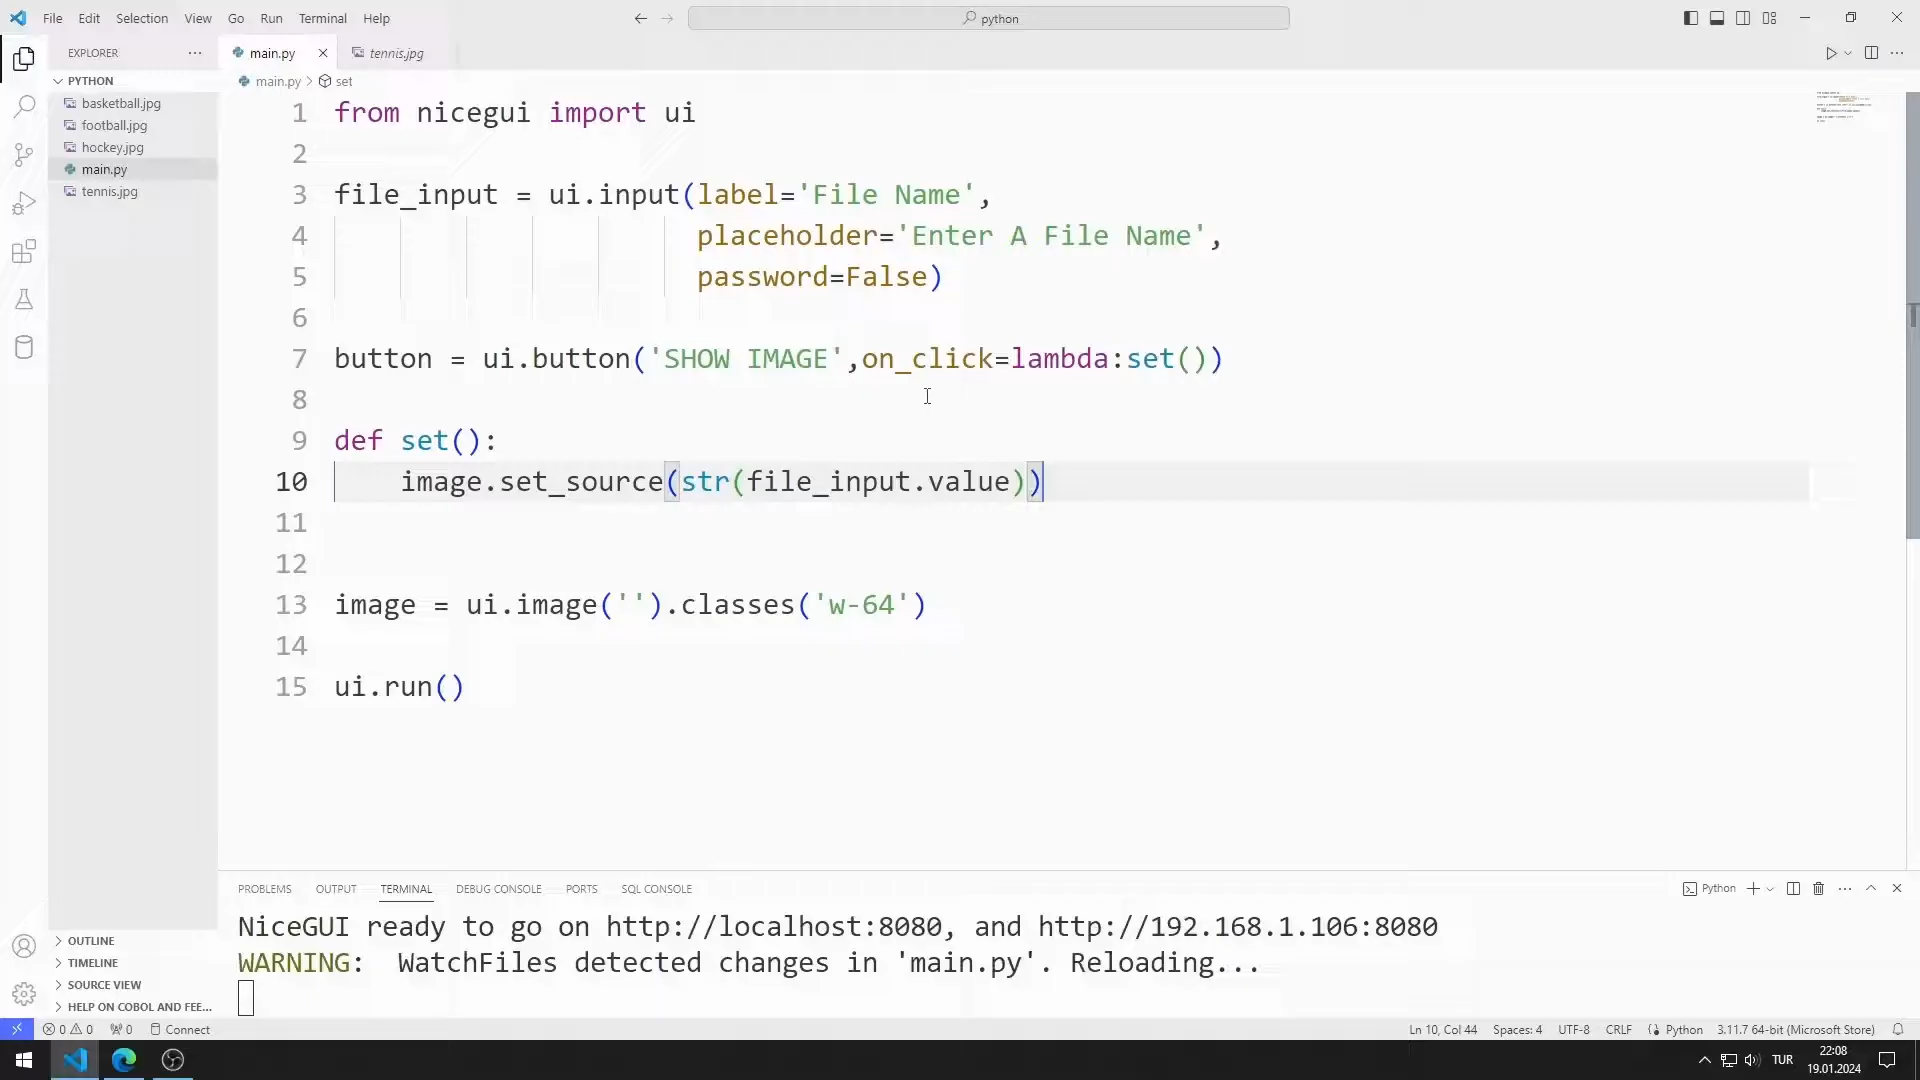 File Edit Selection View Go Run Terminal Help
python
EXPLORER
main.py
tennis.jpg
PYTHON
main.py > set
basketball.jpg
football.jpg
hockey.jpg
main.py
tennis.jpg
1 from nicegui import ui
2
3 file_input = ui.input(label='File Name',
4 placeholder='Enter A File Name',
5 password=False)
6
7 button = ui.button('SHOW IMAGE',on_click=lambda:set())
8
9 def set():
10 image.set_source(str(file_input.value))
11
12
13 image = ui.image('').classes('w-64')
14
15 ui.run()
PROBLEMS OUTPUT TERMINAL DEBUG CONSOLE PORTS SQL CONSOLE
Python
NiceGUI ready to go on http://localhost:8080, and http://192.168.1.106:8080
WARNING: WatchFiles detected changes in 'main.py'. Reloading...
OUTLINE
TIMELINE
SOURCE VIEW
HELP ON COBOL AND FEE...
0 0 0 Connect
Ln 10, Col 44 Spaces: 4 UTF-8 CRLF Python 3.11.7 64-bit (Microsoft Store)
TUR
22:08
19.01.2024